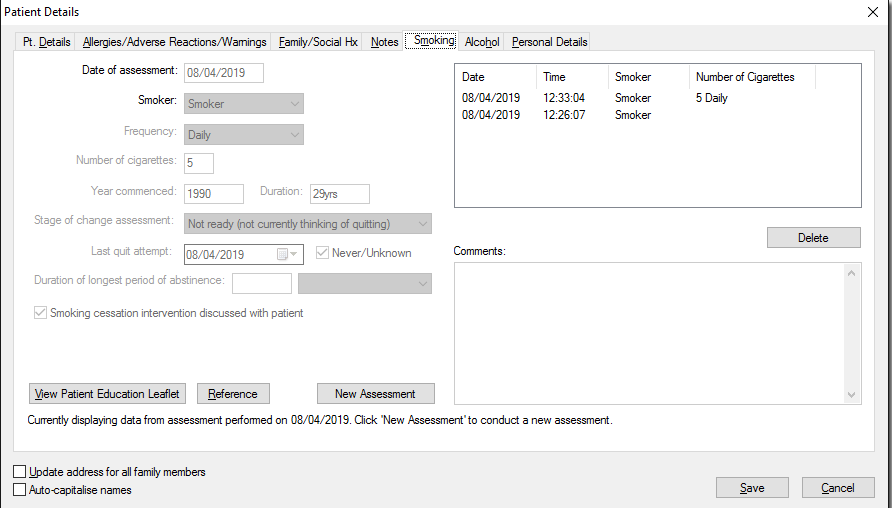 Patient Details
Pt. Details Allergies/Adverse Reactions/Warnings Family/Social Hx Notes Smoking Alcohol Personal Details
Date of assessment: 08/04/2019
Smoker: Smoker
Frequency: Daily
Number of cigarettes: 5
Year commenced: 1990 Duration: 29yrs
Stage of change assessment: Not ready (not currently thinking of quitting)
Last quit attempt: 08/04/2019 Never/Unknown
Duration of longest period of abstinence:
Smoking cessation intervention discussed with patient
Date Time Smoker Number of Cigarettes
08/04/2019 12:33:04 Smoker 5 Daily
08/04/2019 12:26:07 Smoker
Delete
Comments:
View Patient Education Leaflet Reference New Assessment
Currently displaying data from assessment performed on 08/04/2019. Click 'New Assessment' to conduct a new assessment.
Update address for all family members
Auto-capitalise names
Save Cancel